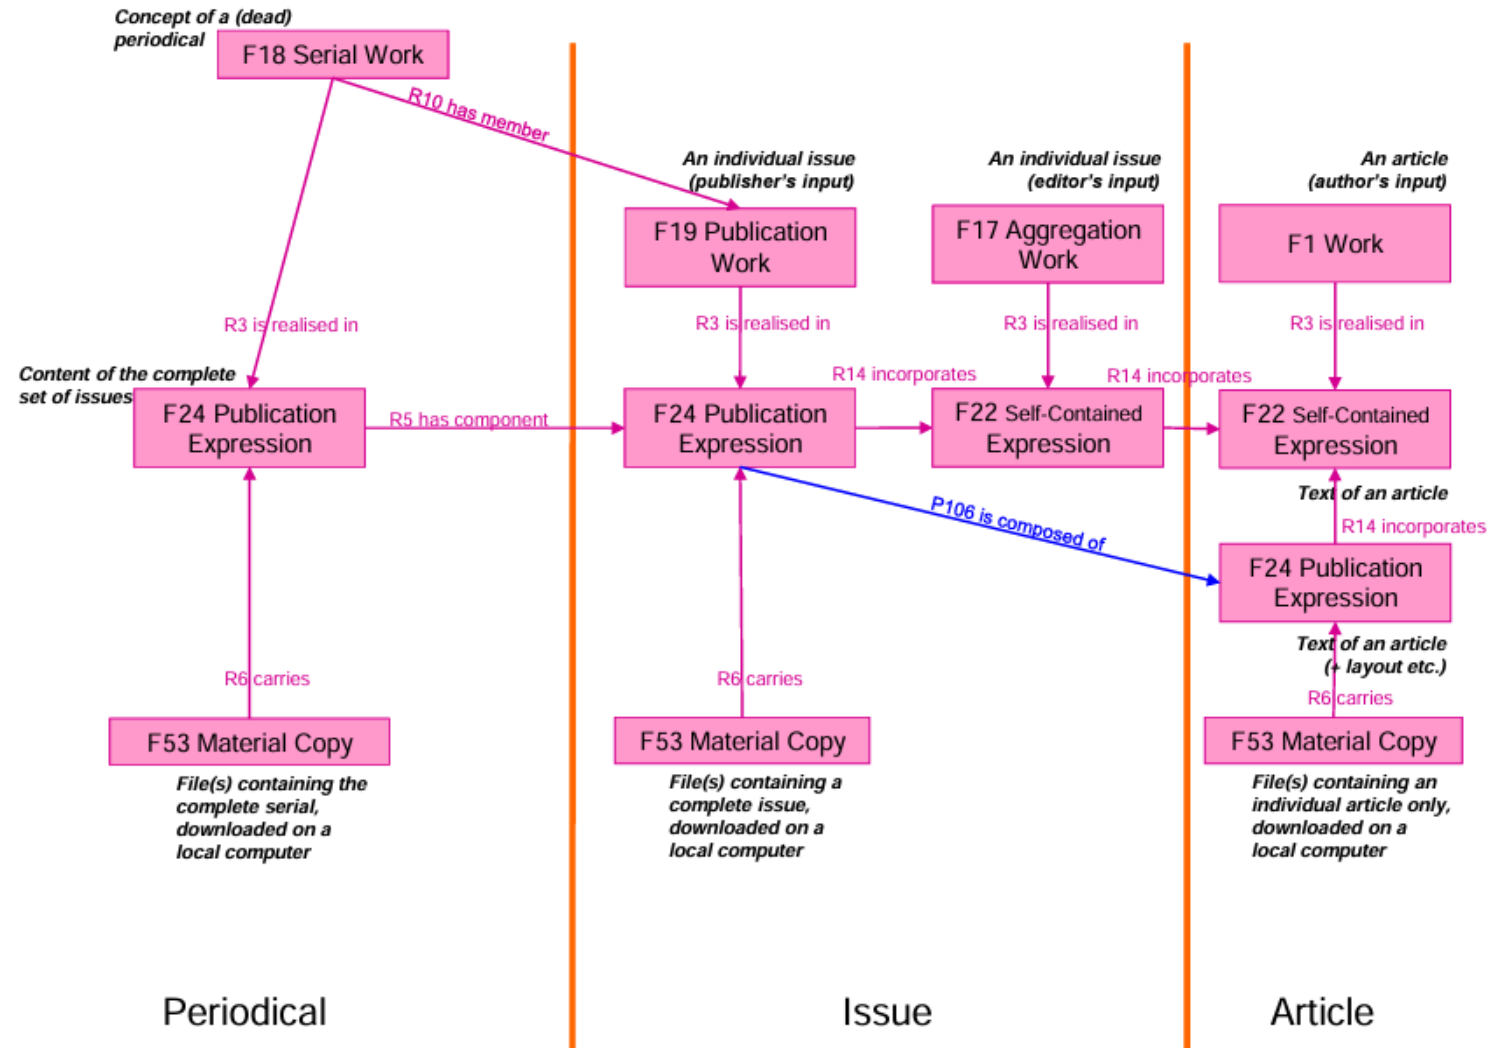 Concept of a (dead)
periodical
F18 Serial Work
R10 has member
An individual issue
(publisher's input)
An individual issue
(editor's input)
An article
(author's input)
F19 Publication
Work
F17 Aggregation
Work
F1 Work
R3 is realised in
R3 is realised in
R3 is realised in
R3 is realised in
Content of the complete
set of issues
F24 Publication
Expression
R5 has component
F24 Publication
Expression
R14 incorporates
F22 Self-Contained
Expression
R14 incorporates
F22 Self-Contained
Expression
Text of an article
R14 incorporates
P106 is composed of
F24 Publication
Expression
Text of an article
(+ layout etc.)
R6 carries
R6 carries
R6 carries
F53 Material Copy
F53 Material Copy
F53 Material Copy
File(s) containing the
complete serial,
downloaded on a
local computer
File(s) containing a
complete issue,
downloaded on a
local computer
File(s) containing an
individual article only,
downloaded on a
local computer
Periodical
Issue
Article